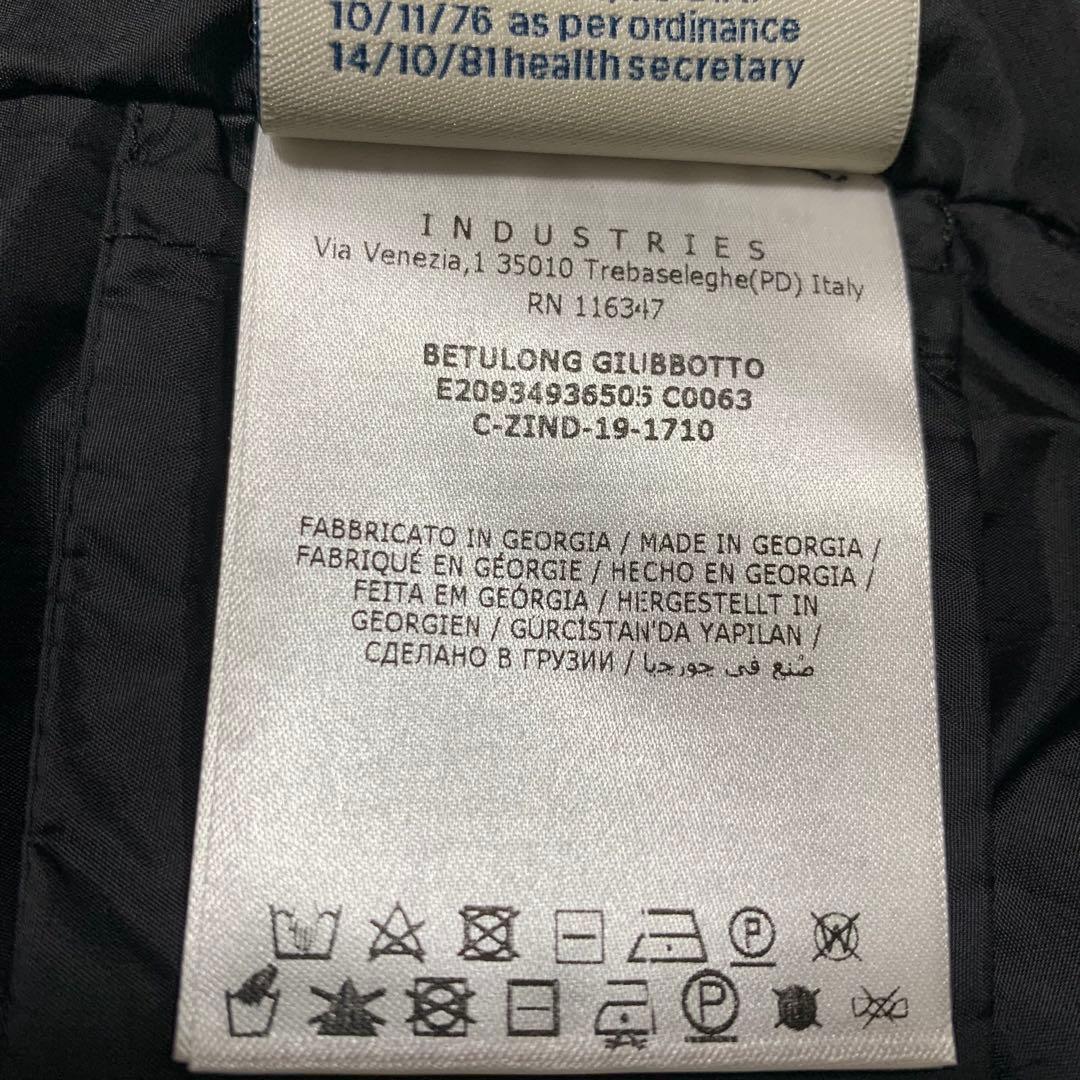 10/11/76 as per ordinance
14/10/81 health secretary
INDUSTRIES
Via Venezia,1 35010 Trebaseleghe(PD) Italy
RN 116347
BETULONG GIUBBOTTO
E20934936505 C0063
C-ZIND-19-1710
FABBRICATO IN GEORGIA / MADE IN GEORGIA /
FABRIQUÉ EN GÉORGIE / HECHO EN GEORGIA /
FEITA EM GEÓRGIA / HERGESTELLT IN
GEORGIEN / GÜRCİSTAN'DA YAPILAN /
СДЕЛАНО В ГРУЗИИ / صُنع في جورجيا
P W
P